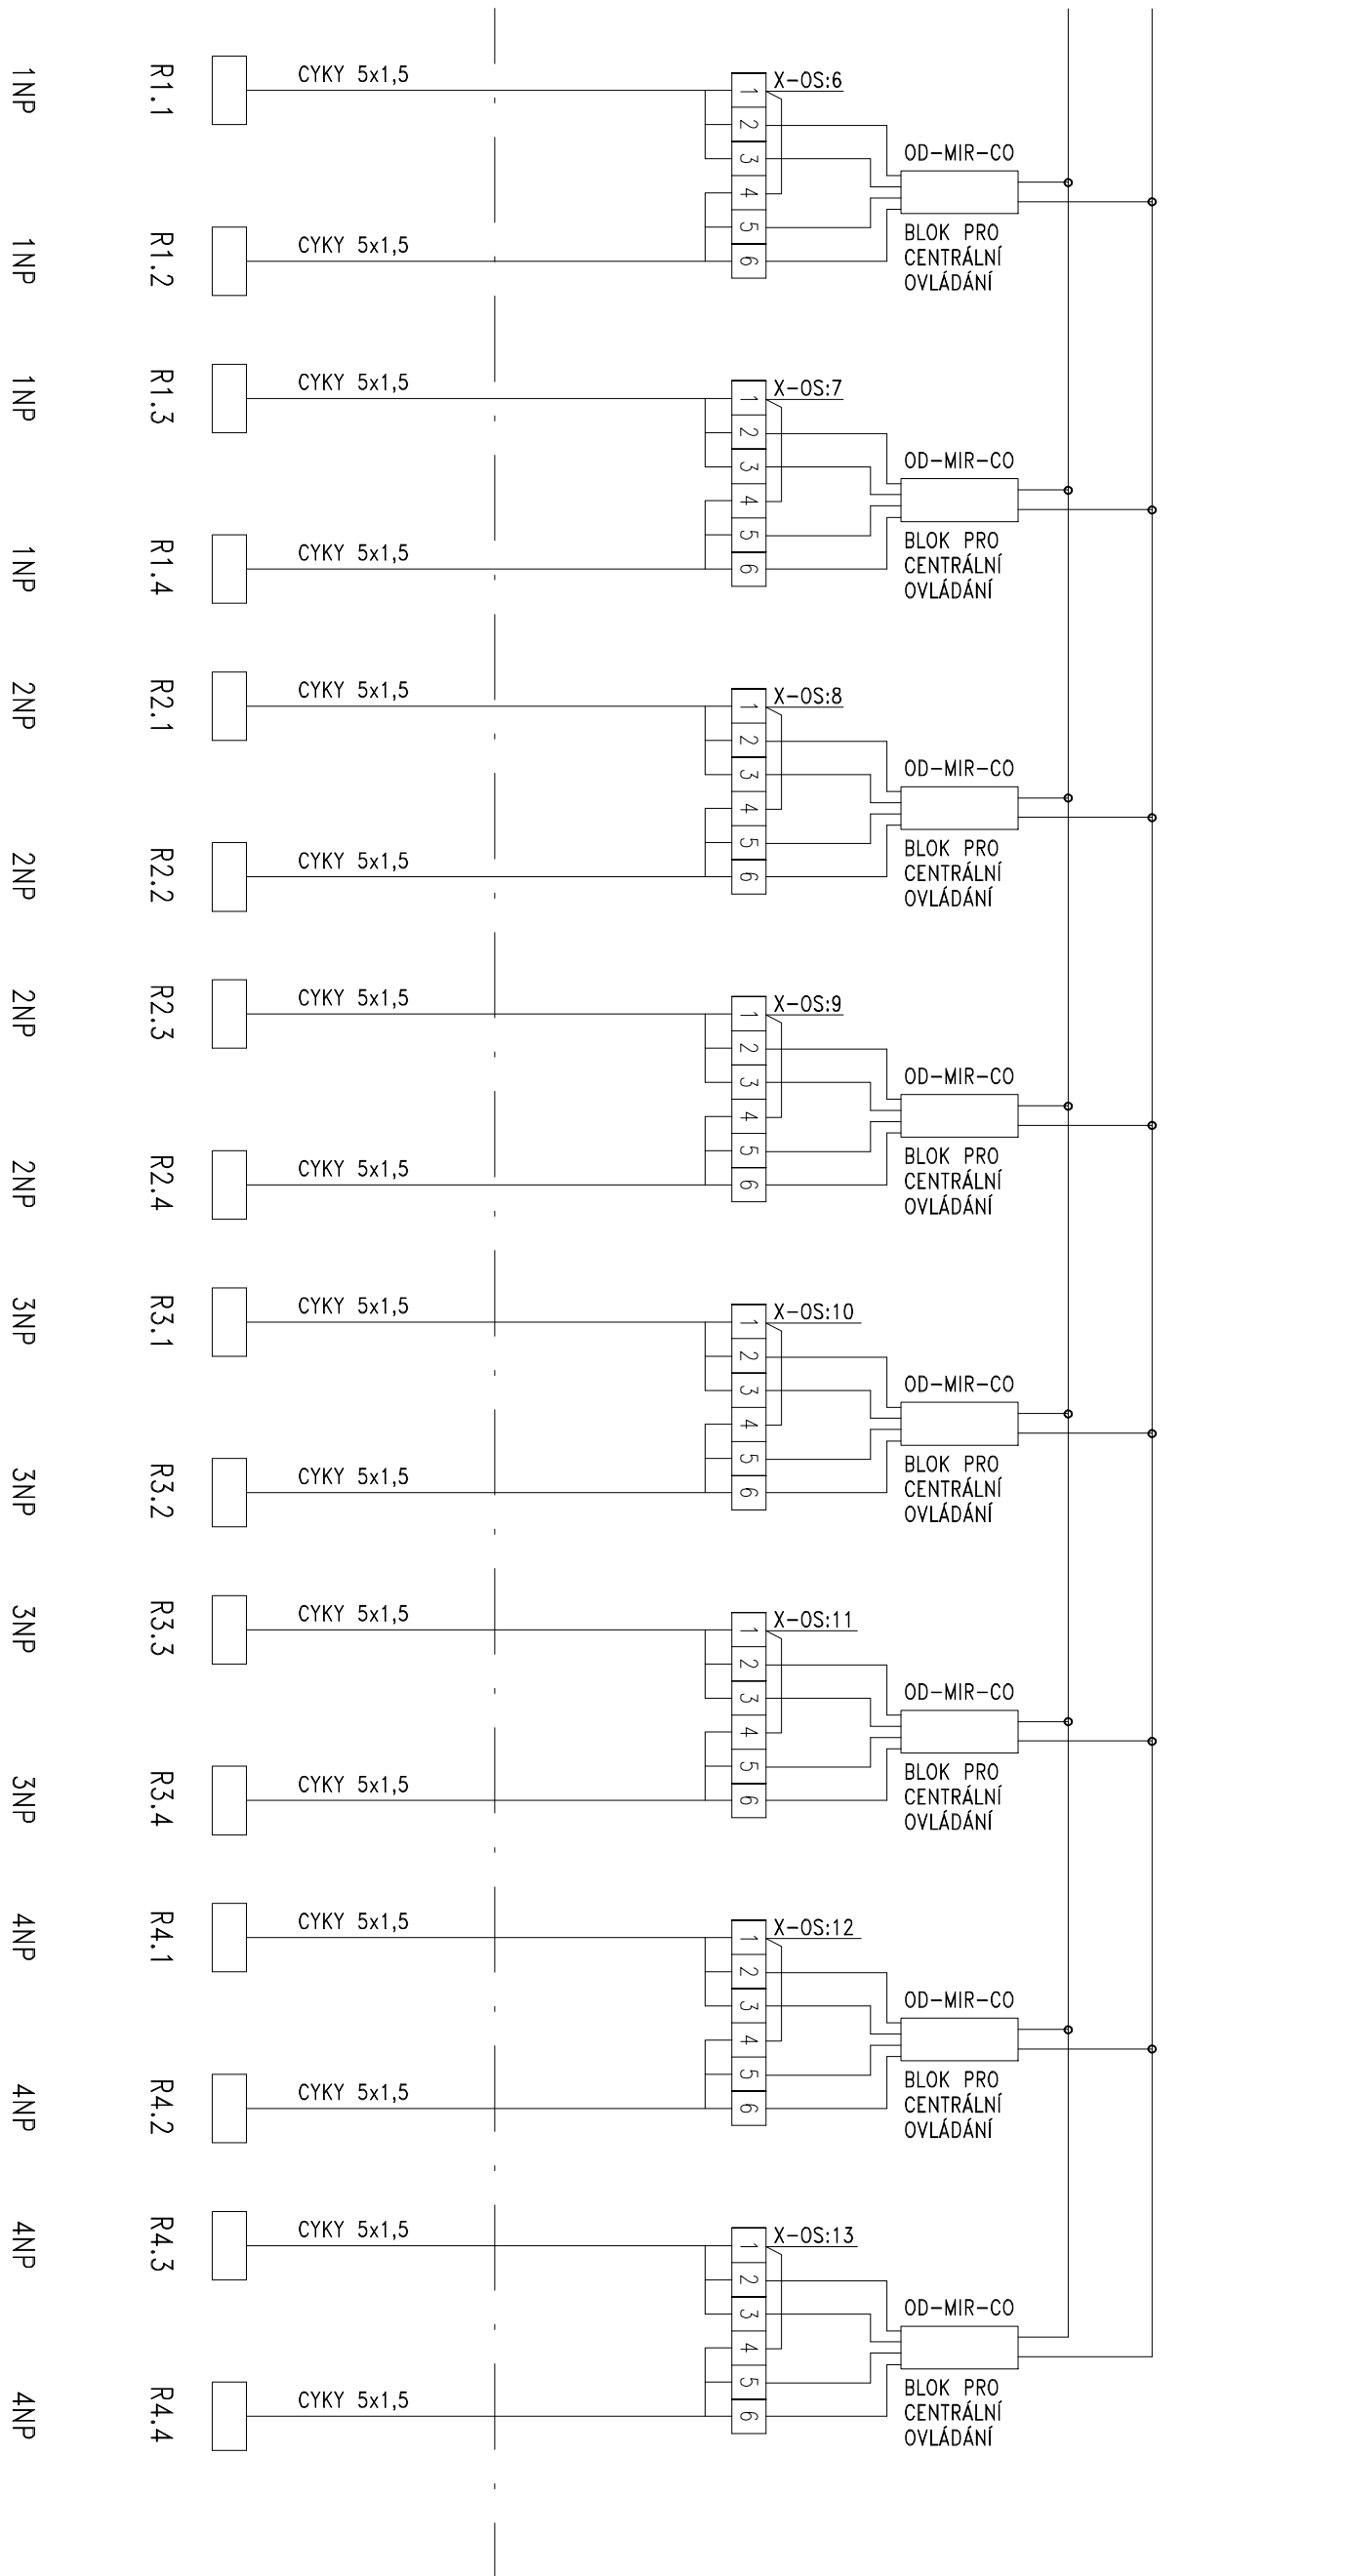 1NP R1.1 CYKY 5x1,5 1 X-OS:6
2
3 OD-MIR-CO
4
5 BLOK PRO
1NP R1.2 CYKY 5x1,5 6 CENTRÁLNÍ
OVLÁDÁNÍ
1NP R1.3 CYKY 5x1,5 1 X-OS:7
2
3 OD-MIR-CO
4
5 BLOK PRO
1NP R1.4 CYKY 5x1,5 6 CENTRÁLNÍ
OVLÁDÁNÍ
2NP R2.1 CYKY 5x1,5 1 X-OS:8
2
3 OD-MIR-CO
4
5 BLOK PRO
2NP R2.2 CYKY 5x1,5 6 CENTRÁLNÍ
OVLÁDÁNÍ
2NP R2.3 CYKY 5x1,5 1 X-OS:9
2
3 OD-MIR-CO
4
5 BLOK PRO
2NP R2.4 CYKY 5x1,5 6 CENTRÁLNÍ
OVLÁDÁNÍ
3NP R3.1 CYKY 5x1,5 1 X-OS:10
2
3 OD-MIR-CO
4
5 BLOK PRO
3NP R3.2 CYKY 5x1,5 6 CENTRÁLNÍ
OVLÁDÁNÍ
3NP R3.3 CYKY 5x1,5 1 X-OS:11
2
3 OD-MIR-CO
4
5 BLOK PRO
3NP R3.4 CYKY 5x1,5 6 CENTRÁLNÍ
OVLÁDÁNÍ
4NP R4.1 CYKY 5x1,5 1 X-OS:12
2
3 OD-MIR-CO
4
5 BLOK PRO
4NP R4.2 CYKY 5x1,5 6 CENTRÁLNÍ
OVLÁDÁNÍ
4NP R4.3 CYKY 5x1,5 1 X-OS:13
2
3 OD-MIR-CO
4
5 BLOK PRO
4NP R4.4 CYKY 5x1,5 6 CENTRÁLNÍ
OVLÁDÁNÍ